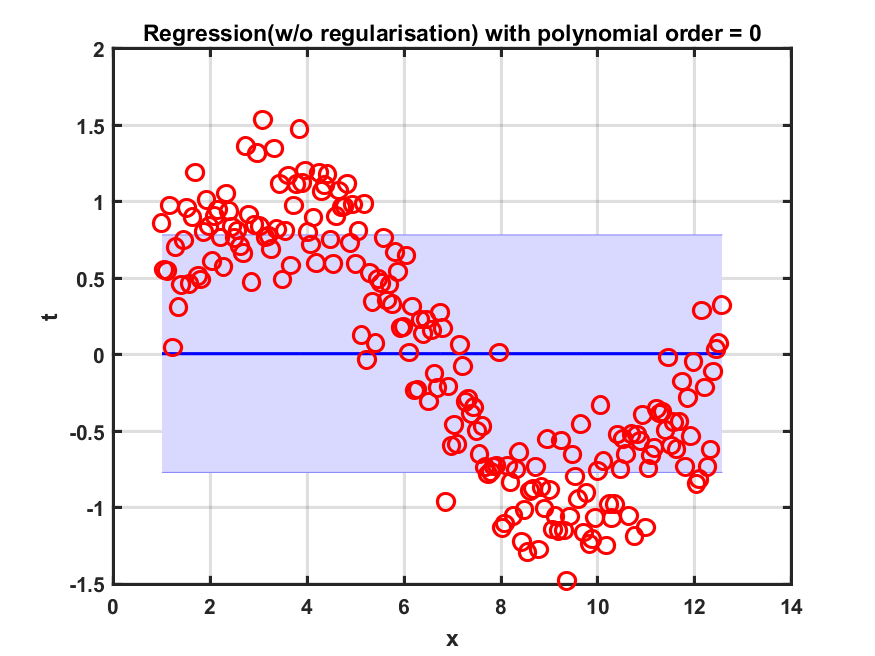 Regression(w/o regularisation) with polynomial order = 0
2
1.5
1
0.5
0
-0.5
-1
-1.5
t
0 2 4 6 8 10 12 14
x